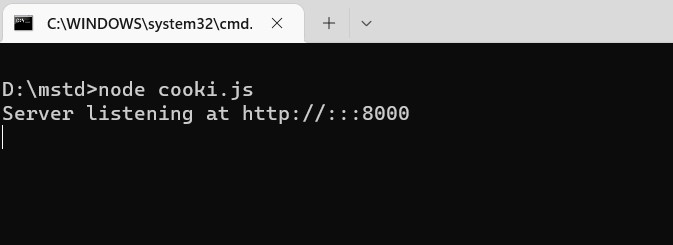 C:\WINDOWS\system32\cmd.
D:\mstd>node cooki.js
Server listening at http://:::8000